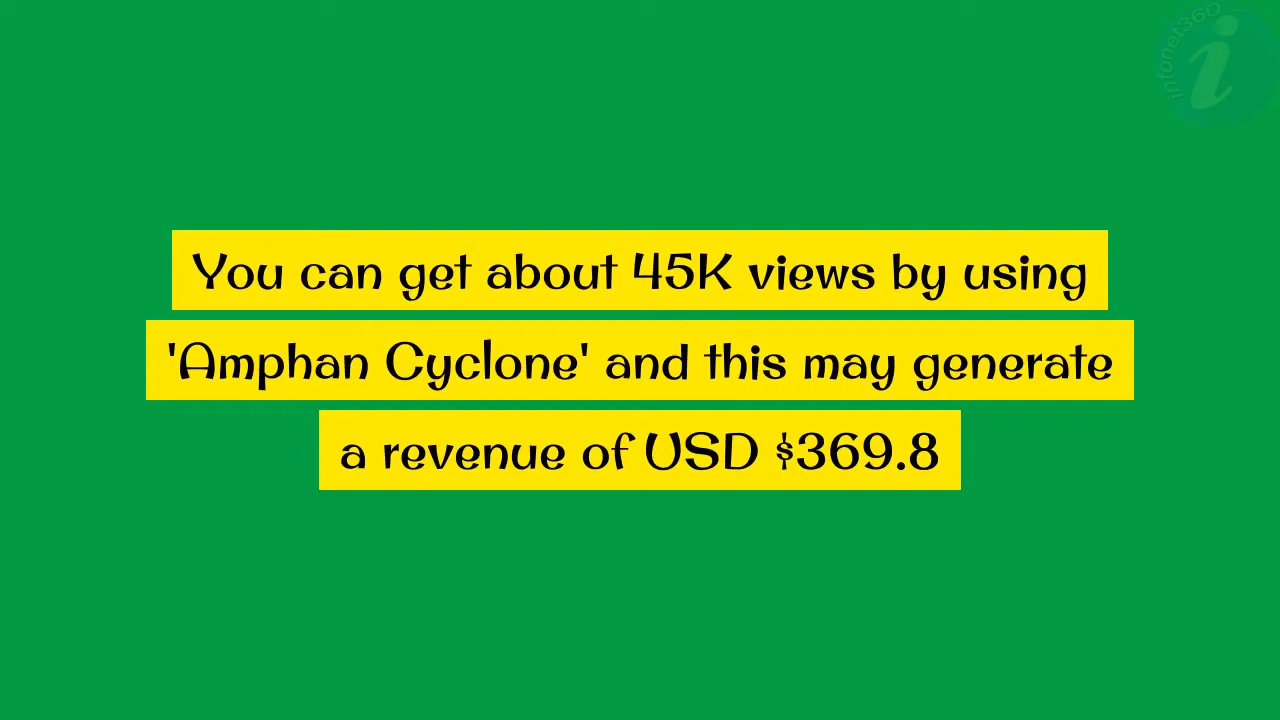 infonet360
i
You can get about 45K views by using
'Amphan Cyclone' and this may generate
a revenue of USD $369.8